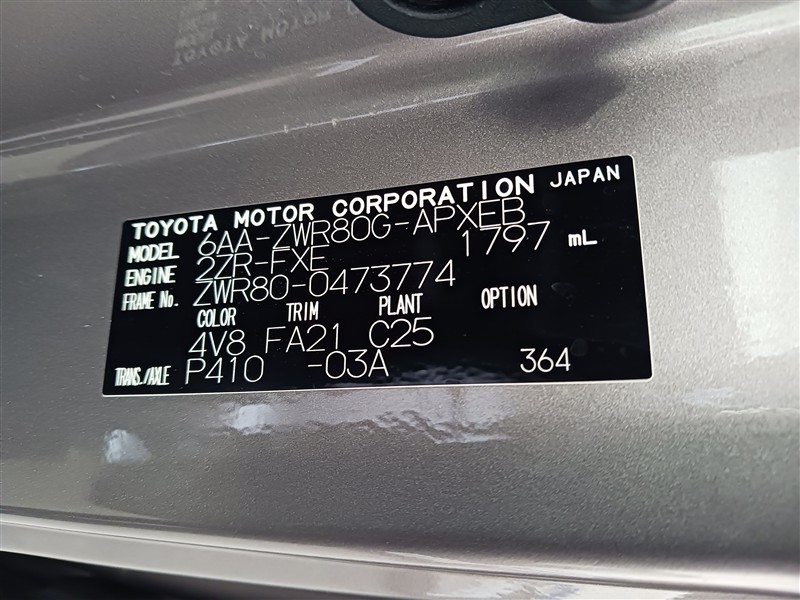 TOYOTA MOTOR CORPORATION JAPAN
MODEL 6AA-ZWR80G-APXEB
ENGINE 2ZR-FXE 1797 mL
FRAME No. ZWR80-0473774
COLOR TRIM PLANT OPTION
4V8 FA21 C25
TRANS./AXLE P410 -03A 364